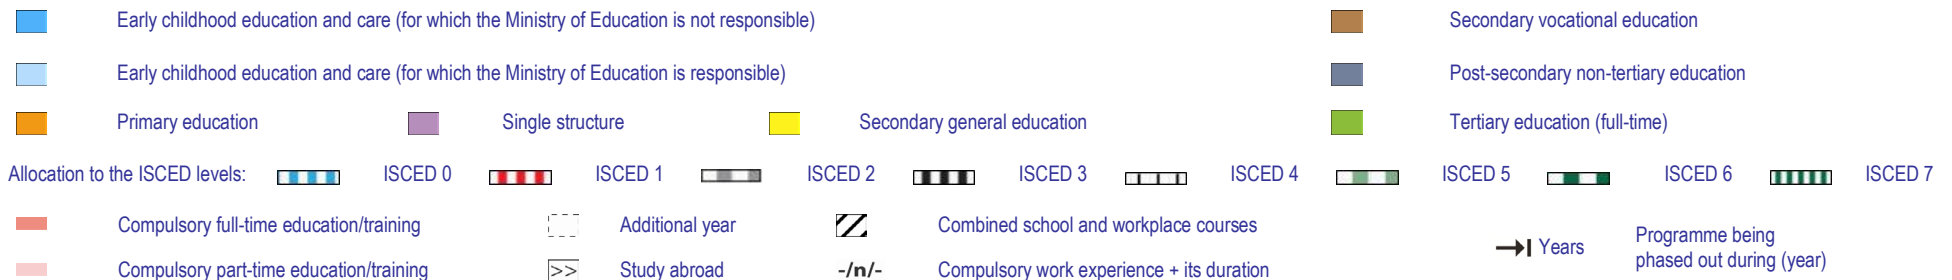 Early childhood education and care (for which the Ministry of Education is not responsible)
Secondary vocational education
Early childhood education and care (for which the Ministry of Education is responsible)
Post-secondary non-tertiary education
Primary education
Single structure
Secondary general education
Tertiary education (full-time)
Allocation to the ISCED levels:
ISCED 0
ISCED 1
ISCED 2
ISCED 3
ISCED 4
ISCED 5
ISCED 6
ISCED 7
Compulsory full-time education/training
Additional year
Combined school and workplace courses
Years
Programme being
phased out during (year)
Compulsory part-time education/training
>>
Study abroad
-/n/-
Compulsory work experience + its duration